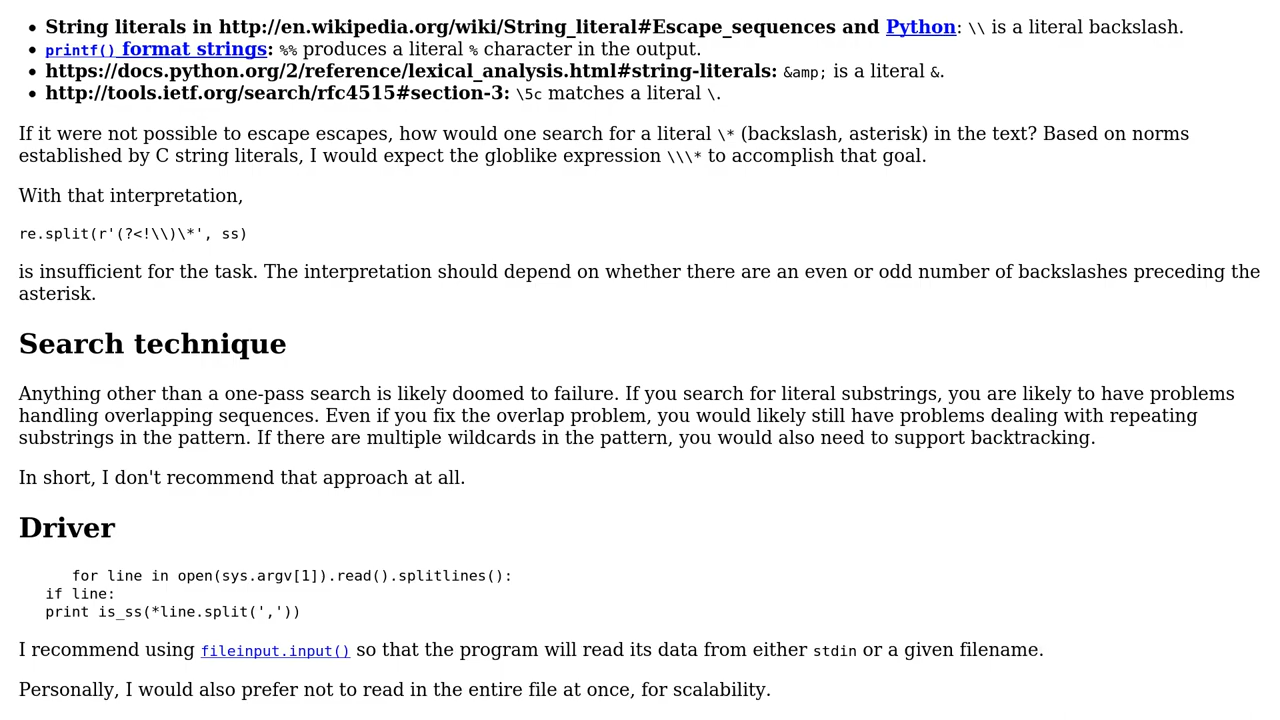 • String literals in http://en.wikipedia.org/wiki/String_literal#Escape_sequences and Python: \\ is a literal backslash.
• printf() format strings: %% produces a literal % character in the output.
• https://docs.python.org/2/reference/lexical_analysis.html#string-literals: &amp; is a literal &.
• http://tools.ietf.org/search/rfc4515#section-3: \5c matches a literal \.
If it were not possible to escape escapes, how would one search for a literal \* (backslash, asterisk) in the text? Based on norms
established by C string literals, I would expect the globlike expression \\\* to accomplish that goal.
With that interpretation,
re.split(r'(?<!\\)\*', ss)
is insufficient for the task. The interpretation should depend on whether there are an even or odd number of backslashes preceding the
asterisk.
Search technique
Anything other than a one-pass search is likely doomed to failure. If you search for literal substrings, you are likely to have problems
handling overlapping sequences. Even if you fix the overlap problem, you would likely still have problems dealing with repeating
substrings in the pattern. If there are multiple wildcards in the pattern, you would also need to support backtracking.
In short, I don't recommend that approach at all.
Driver
for line in open(sys.argv[1]).read().splitlines():
if line:
print is_ss(*line.split(','))
I recommend using fileinput.input() so that the program will read its data from either stdin or a given filename.
Personally, I would also prefer not to read in the entire file at once, for scalability.